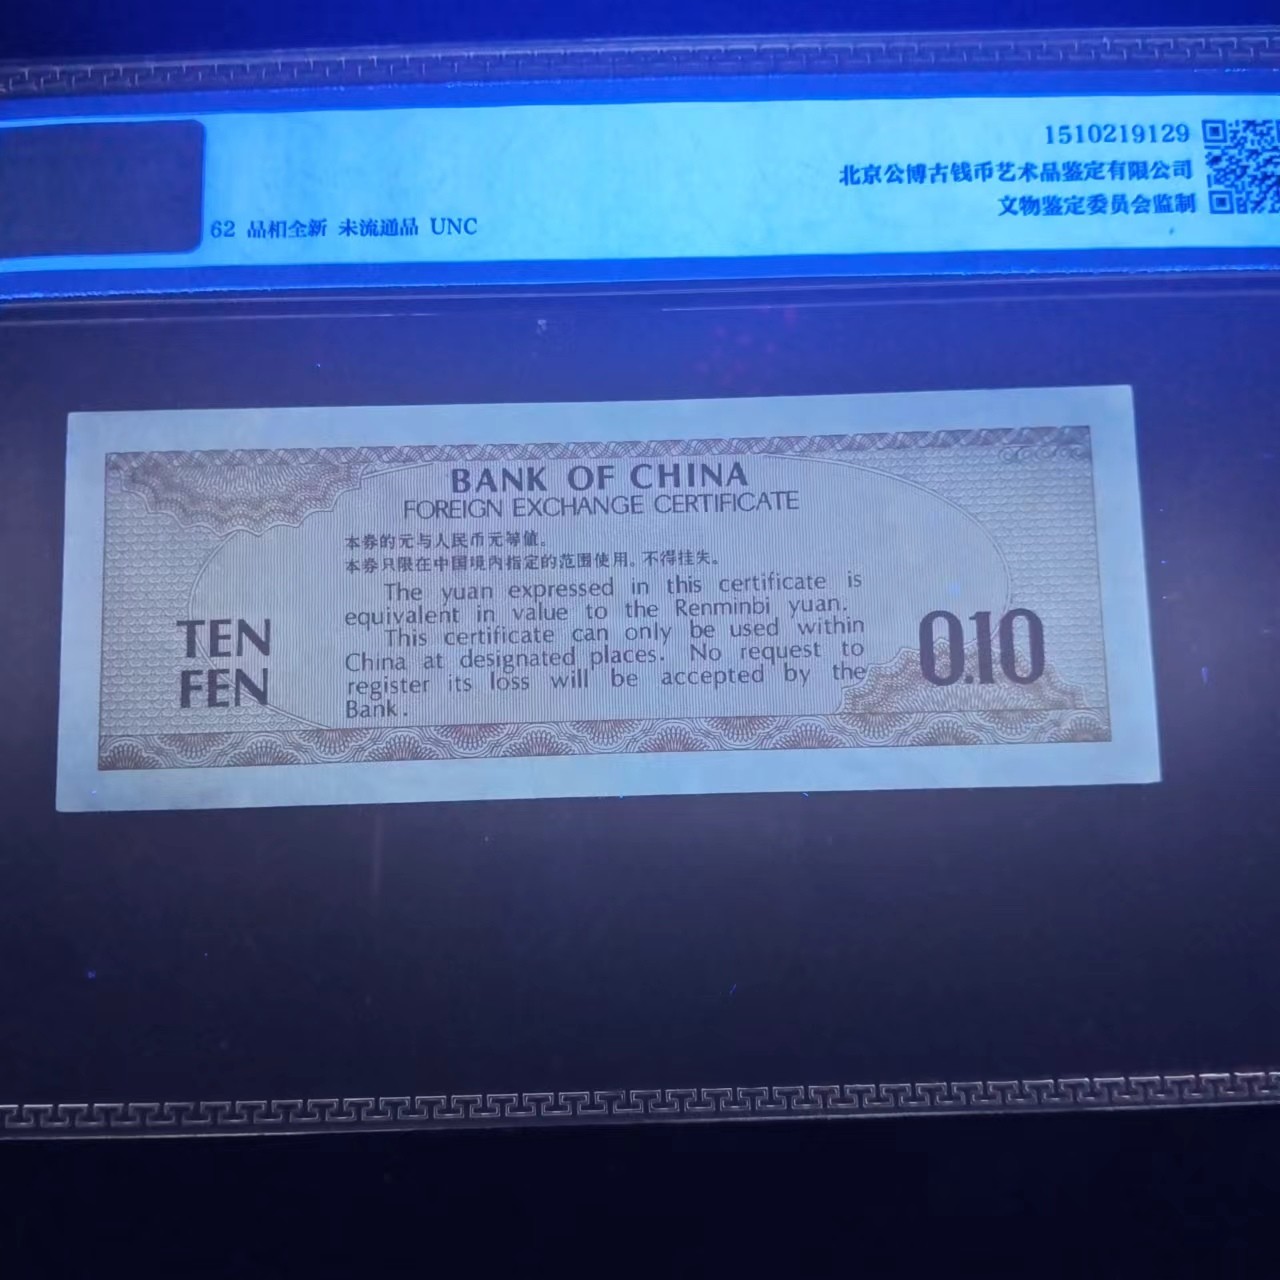 1510219129
北京公博古钱币艺术品鉴定有限公司
文物鉴定委员会监制
62 品相全新 未流通品 UNC
BANK OF CHINA
FOREIGN EXCHANGE CERTIFICATE
本券的元与人民币元等值。
本券只限在中国境内指定的范围使用。不得挂失。
The yuan expressed in this certificate is
equivalent in value to the Renminbi yuan.
This certificate can only be used within
China at designated places. No request to
register its loss will be accepted by the
Bank.
TEN
FEN
0.10